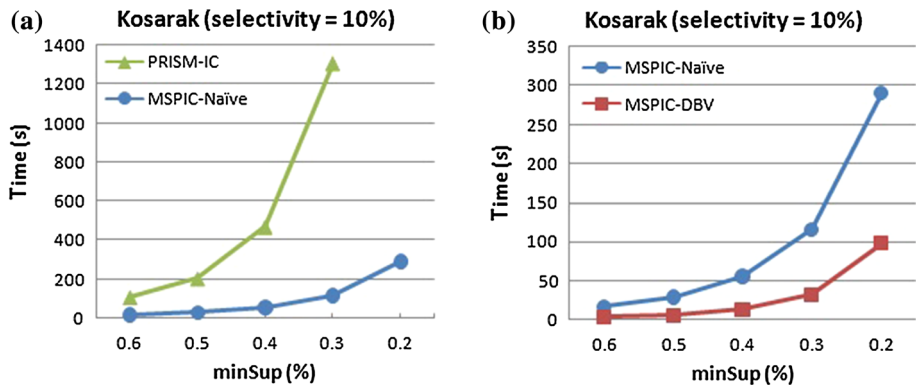 (a)
Kosarak (selectivity = 10%)
1400
1200
1000
800
600
400
200
0
Time (s)
PRISM-IC
MSPIC-Naïve
0.6 0.5 0.4 0.3 0.2
minSup (%)
(b)
Kosarak (selectivity = 10%)
350
300
250
200
150
100
50
0
Time (s)
MSPIC-Naïve
MSPIC-DBV
0.6 0.5 0.4 0.3 0.2
minSup (%)